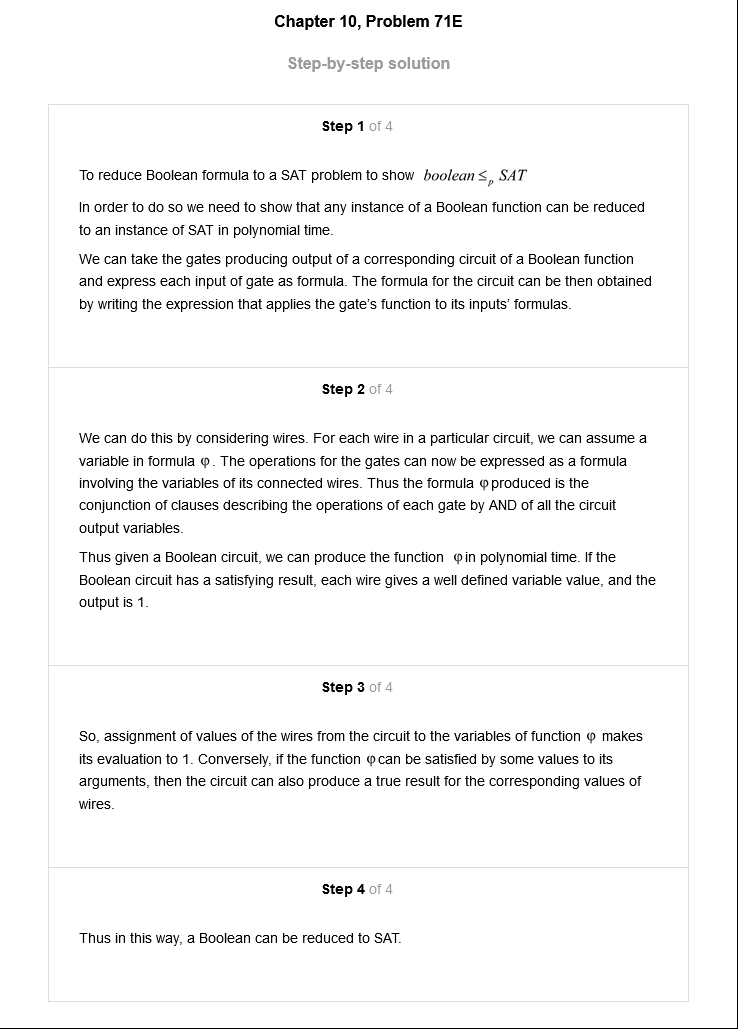 Chapter 10, Problem 71E
Step-by-step solution
Step 1 of 4
To reduce Boolean formula to a SAT problem to show boolean ≤p SAT
In order to do so we need to show that any instance of a Boolean function can be reduced
to an instance of SAT in polynomial time.
We can take the gates producing output of a corresponding circuit of a Boolean function
and express each input of gate as formula. The formula for the circuit can be then obtained
by writing the expression that applies the gate's function to its inputs' formulas.
Step 2 of 4
We can do this by considering wires. For each wire in a particular circuit, we can assume a
variable in formula φ. The operations for the gates can now be expressed as a formula
involving the variables of its connected wires. Thus the formula φ produced is the
conjunction of clauses describing the operations of each gate by AND of all the circuit
output variables.
Thus given a Boolean circuit, we can produce the function φ in polynomial time. If the
Boolean circuit has a satisfying result, each wire gives a well defined variable value, and the
output is 1.
Step 3 of 4
So, assignment of values of the wires from the circuit to the variables of function φ makes
its evaluation to 1. Conversely, if the function φ can be satisfied by some values to its
arguments, then the circuit can also produce a true result for the corresponding values of
wires.
Step 4 of 4
Thus in this way, a Boolean can be reduced to SAT.